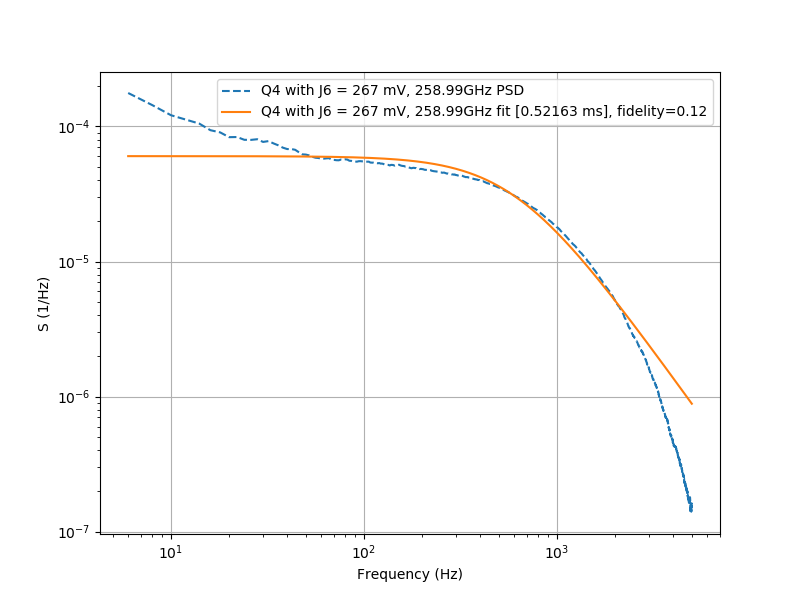 Q4 with J6 = 267 mV, 258.99GHz PSD
Q4 with J6 = 267 mV, 258.99GHz fit [0.52163 ms], fidelity=0.12
S (1/Hz)
10⁻⁴
10⁻⁵
10⁻⁶
10⁻⁷
10¹ 10² 10³
Frequency (Hz)